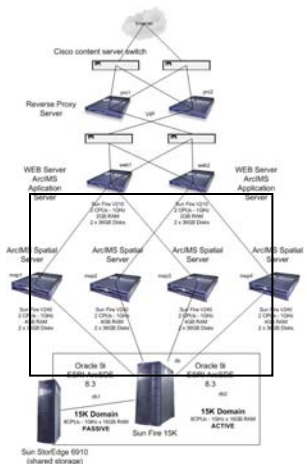 Internet
Cisco content server switch
pro1
pro2
Reverse Proxy
Server
VIP
web1
web2
WEB Server
ArcIMS
Aplication
Server
WEB Server
ArcIMS
Aplication
Server
Sun Fire V210
2 CPUs - 1GHz
2GB RAM
2 x 36GB Disks
Sun Fire V210
2 CPUs - 1GHz
2GB RAM
2 x 36GB Disks
ArcIMS Spatial
Server
ArcIMS Spatial
Server
ArcIMS Spatial
Server
ArcIMS Spatial
Server
map1
map2
map3
map4
Sun Fire V240
2 CPUs - 1GHz
4GB RAM
2 x 36GB Disks
Sun Fire V240
2 CPUs - 1GHz
4GB RAM
2 x 36GB Disks
Sun Fire V240
2 CPUs - 1GHz
4GB RAM
2 x 36GB Disks
Sun Fire V240
2 CPUs - 1GHz
4GB RAM
2 x 36GB Disks
db
Oracle 9i
ESRI ArcSDE
8.3
Oracle 9i
ESRI ArcSDE
8.3
db1
db2
15K Domain
8CPUs - 1GHz x 16GB RAM
PASSIVE
15K Domain
8CPUs - 1GHz x 16GB RAM
ACTIVE
Sun Fire 15K
Sun StorEdge 6910
(shared storage)